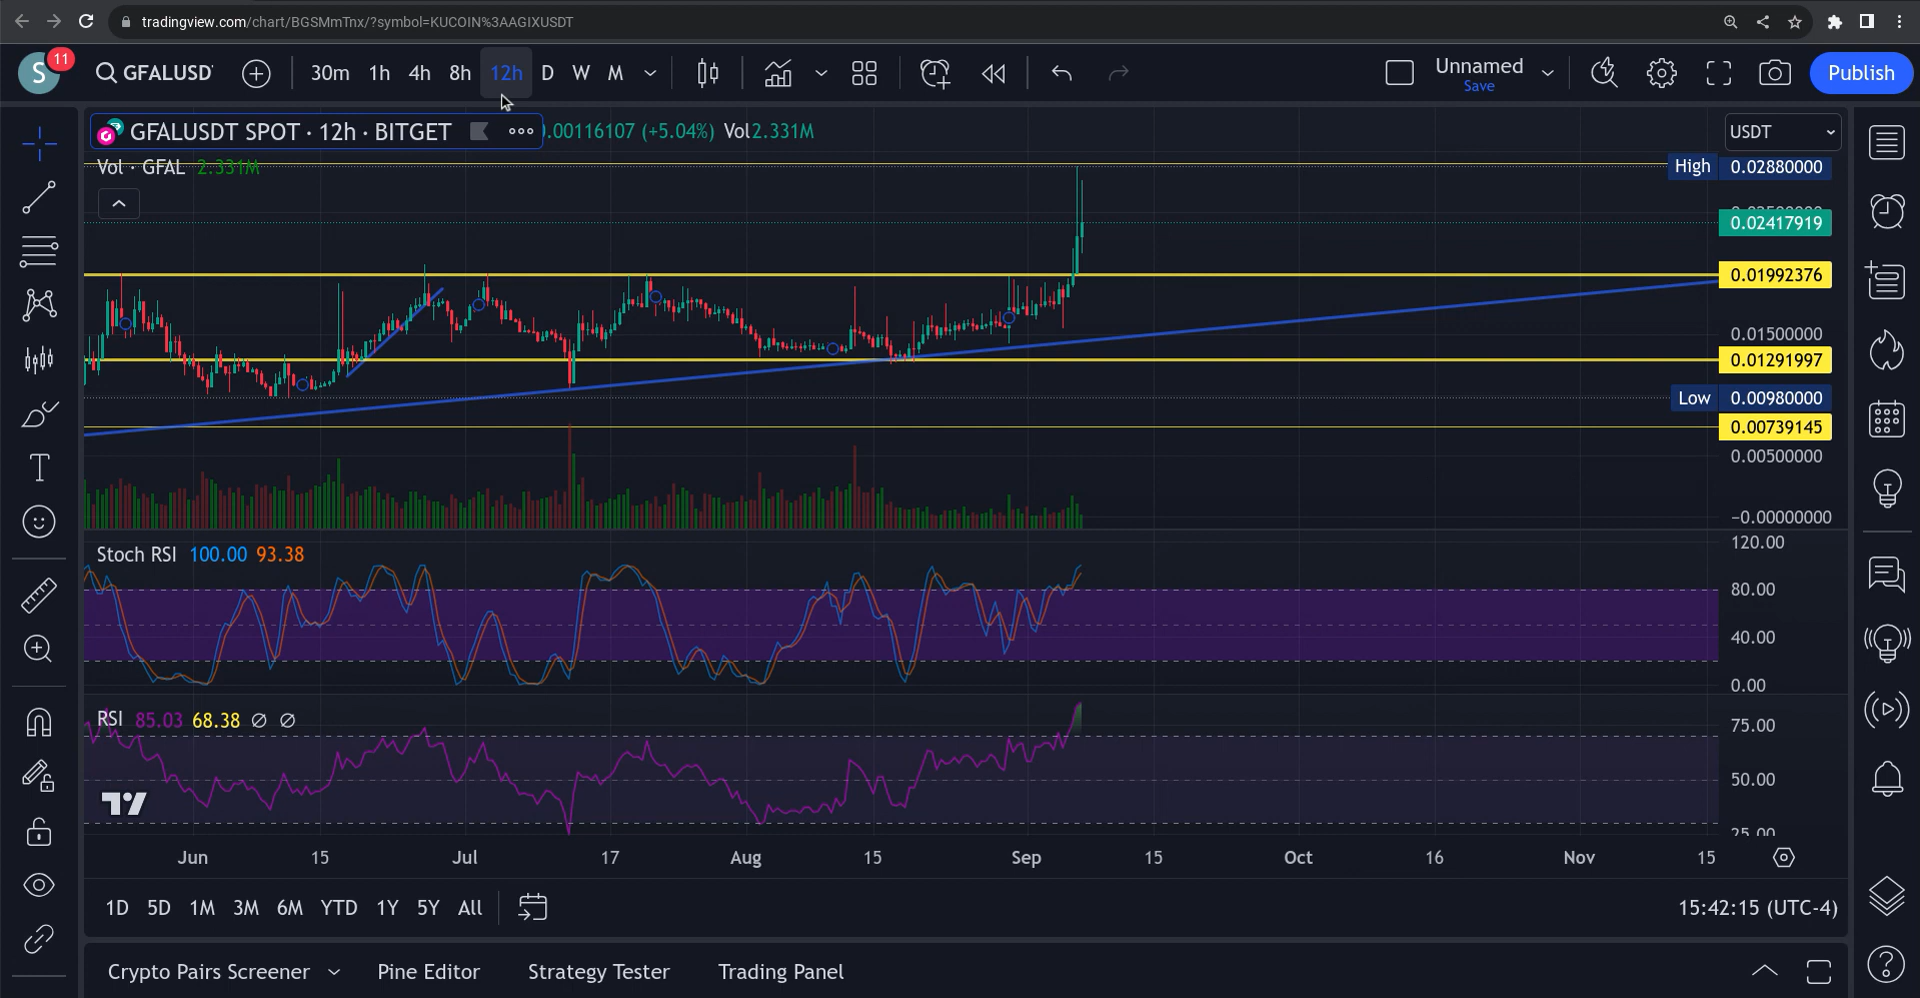 tradingview.com/chart/BGSMmTnx/?symbol=KUCOIN%3AAGIXUSDT
S 11 GFALUSD 30m 1h 4h 8h 12h D W M Unnamed Save Publish
GFALUSDT SPOT · 12h · BITGET 0.00116107 (+5.04%) Vol2.331M USDT
Vol · GFAL 2.331M
High 0.02880000
0.02417919
0.01992376
0.01500000
0.01291997
Low 0.00980000
0.00739145
0.00500000
−0.00000000
Stoch RSI 100.00 93.38
120.00
80.00
40.00
0.00
RSI 85.03 68.38 ∅ ∅
75.00
50.00
25.00
Jun 15 Jul 17 Aug 15 Sep 15 Oct 16 Nov 15
1D 5D 1M 3M 6M YTD 1Y 5Y All 15:42:15 (UTC-4)
Crypto Pairs Screener Pine Editor Strategy Tester Trading Panel